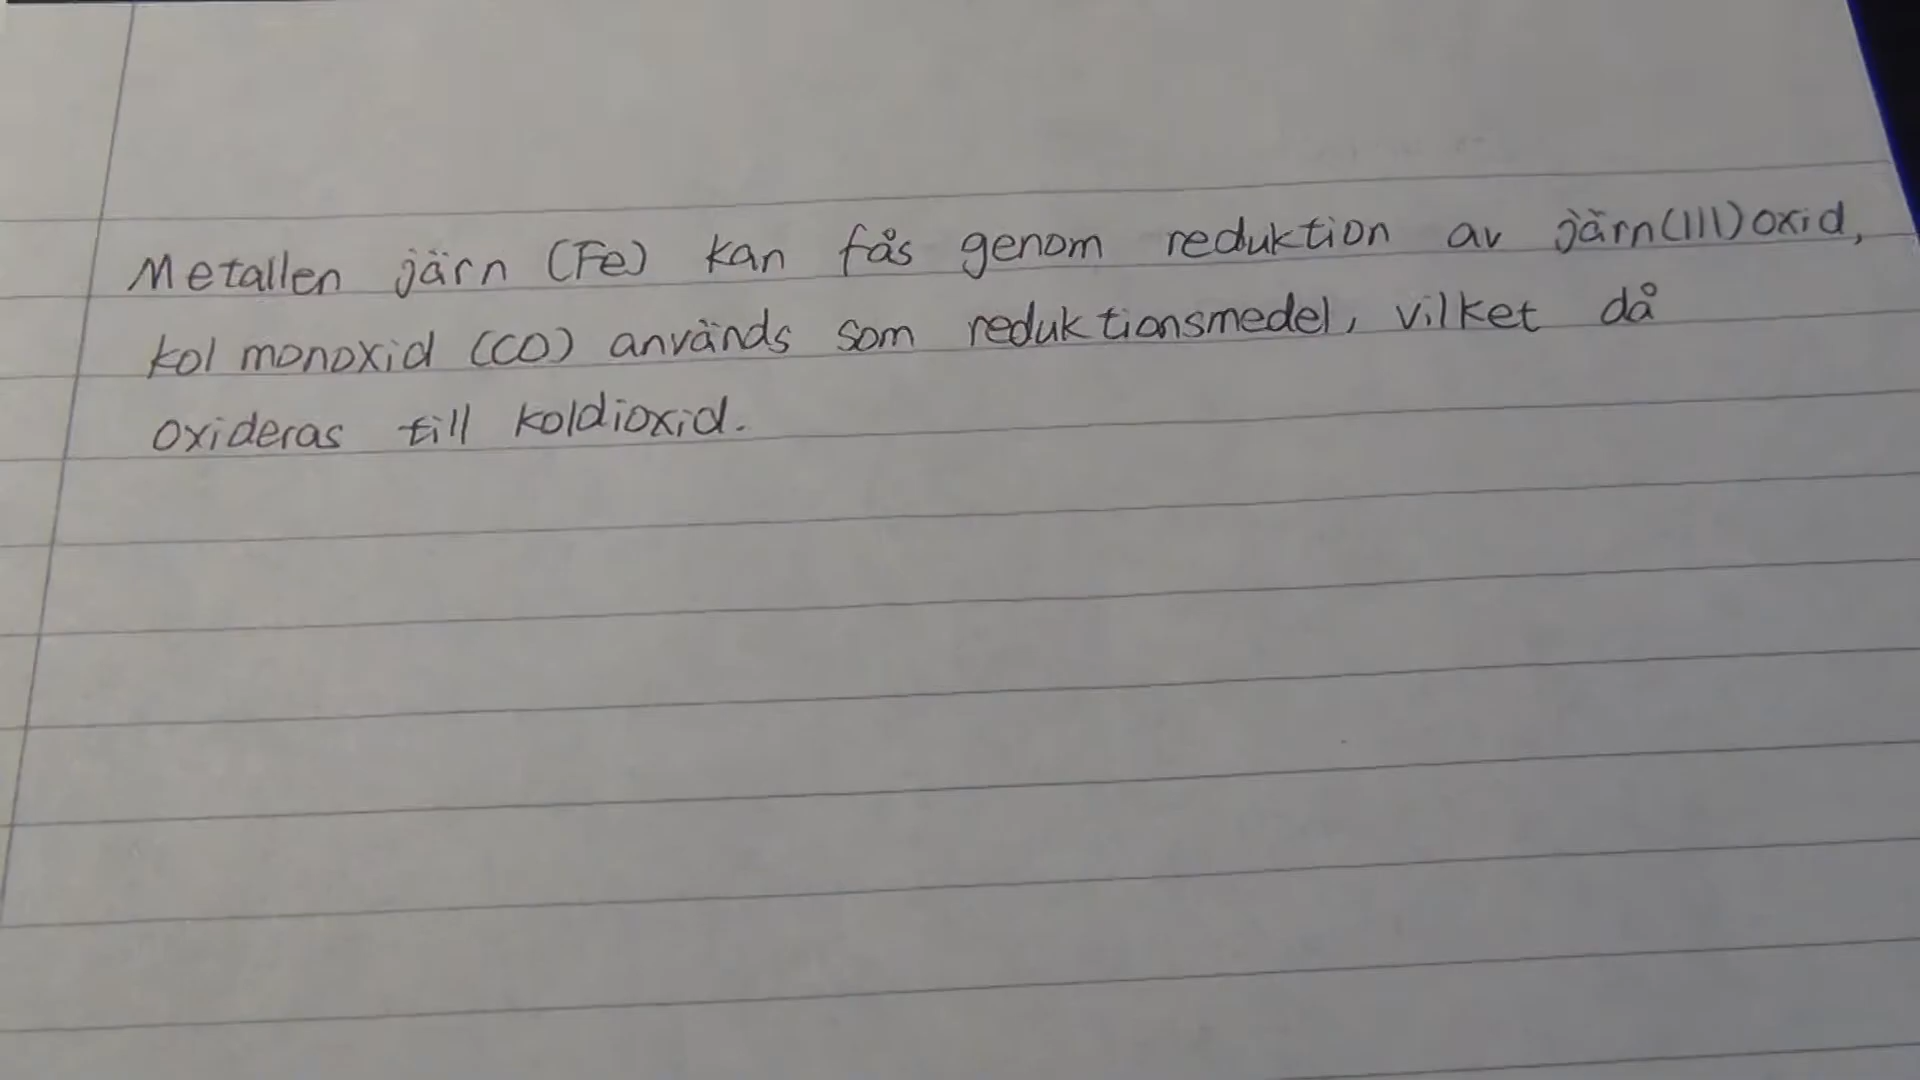 Metallen järn (Fe) kan fås genom reduktion av järn(III)oxid,
kolmonoxid (CO) används som reduktionsmedel, vilket då
oxideras till koldioxid.